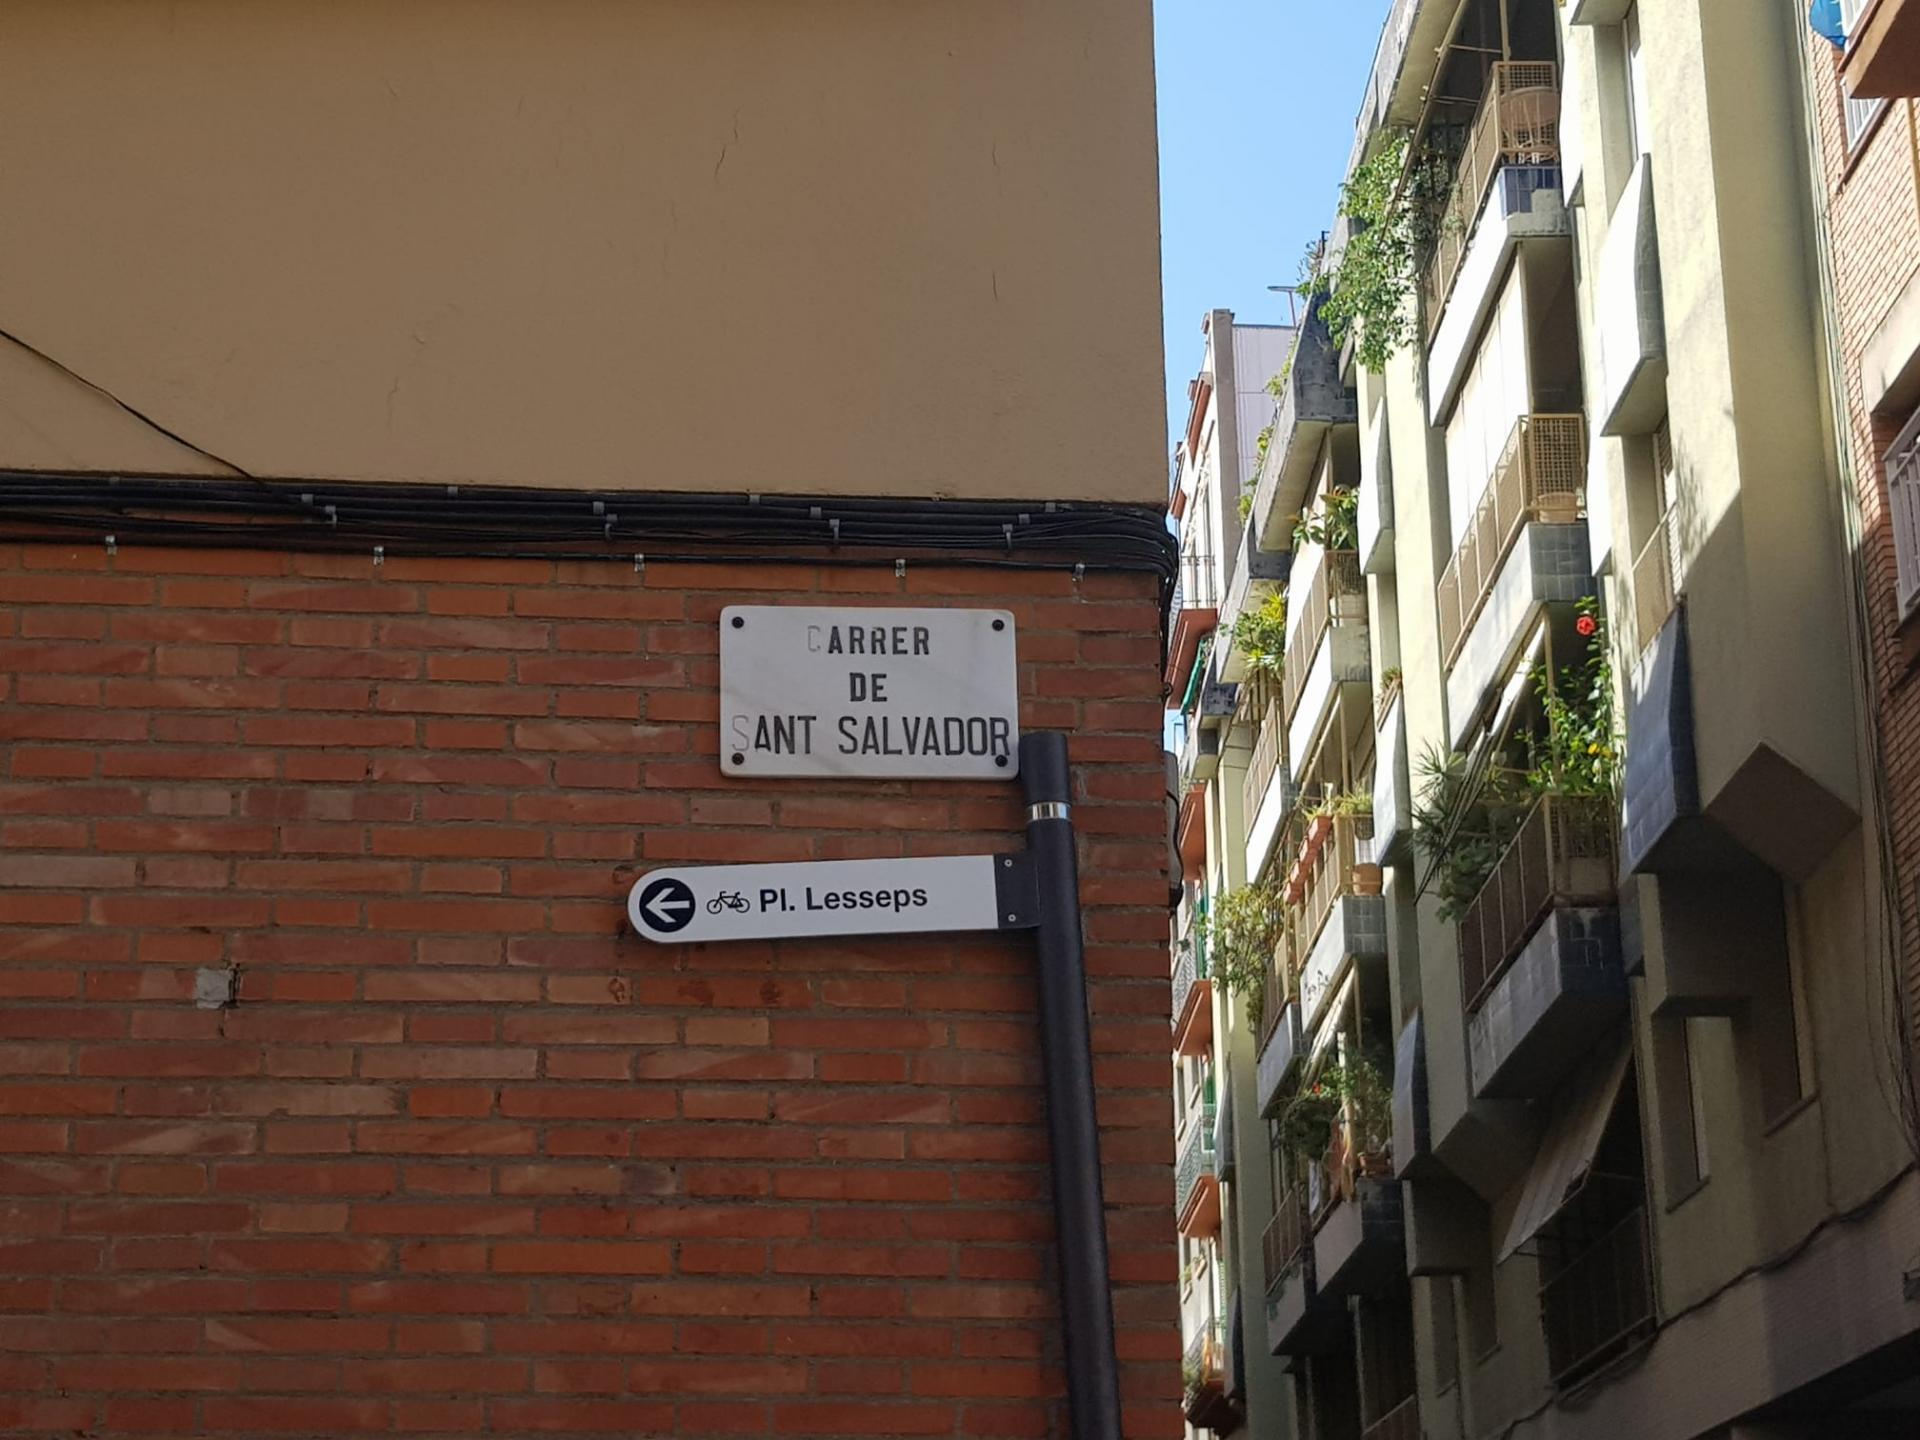 CARRER
DE
SANT SALVADOR
Pl. Lesseps